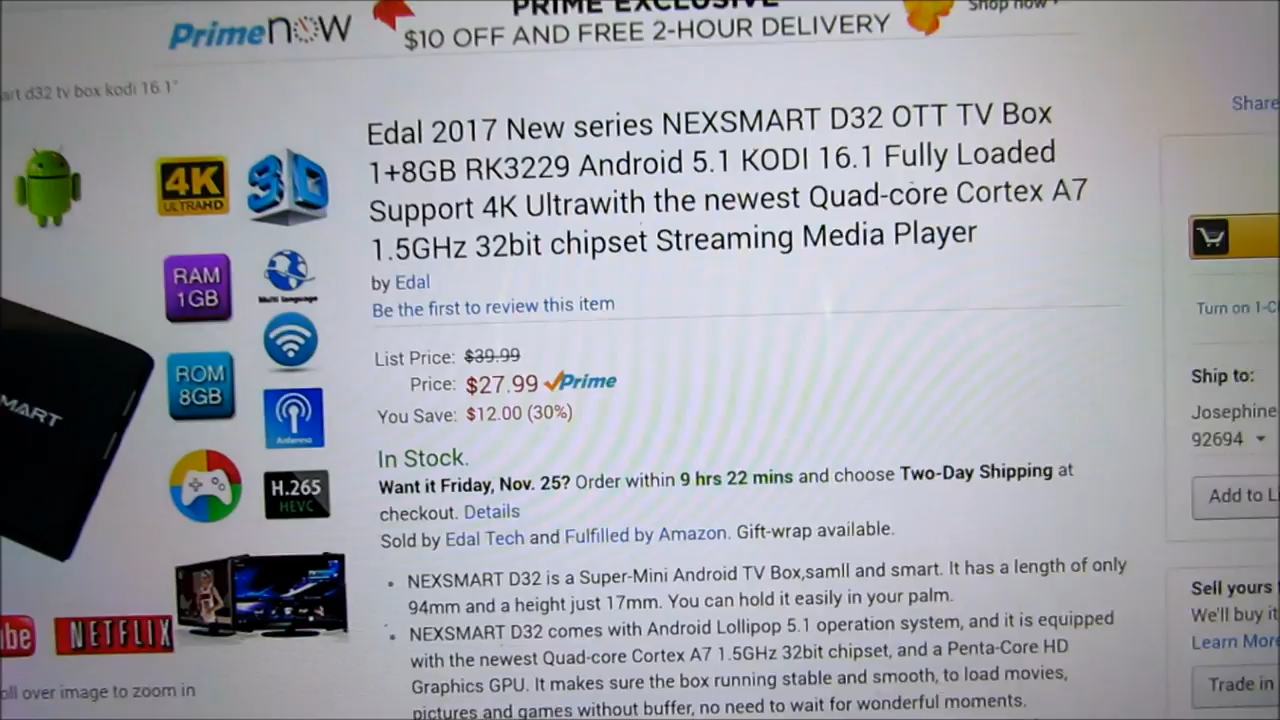 PRIME EXCLUSIVE
Shop now
PrimenOW
$10 OFF AND FREE 2-HOUR DELIVERY
art d32 tv box kodi 16.1"
Share
Edal 2017 New series NEXSMART D32 OTT TV Box
1+8GB RK3229 Android 5.1 KODI 16.1 Fully Loaded
Support 4K Ultrawith the newest Quad-core Cortex A7
1.5GHz 32bit chipset Streaming Media Player
by Edal
Be the first to review this item
4K
ULTRAHD
3D
RAM
1GB
Multi language
ROM
8GB
Antenna
H.265
HEVC
MART
be
NETFLIX
oll over image to zoom in
List Price: $39.99
Price: $27.99 Prime
You Save: $12.00 (30%)
In Stock.
Want it Friday, Nov. 25? Order within 9 hrs 22 mins and choose Two-Day Shipping at
checkout. Details
Sold by Edal Tech and Fulfilled by Amazon. Gift-wrap available.
• NEXSMART D32 is a Super-Mini Android TV Box,samll and smart. It has a length of only
94mm and a height just 17mm. You can hold it easily in your palm.
• NEXSMART D32 comes with Android Lollipop 5.1 operation system, and it is equipped
with the newest Quad-core Cortex A7 1.5GHz 32bit chipset, and a Penta-Core HD
Graphics GPU. It makes sure the box running stable and smooth, to load movies,
pictures and games without buffer, no need to wait for wonderful moments.
Turn on 1-C
Ship to:
Josephine
92694
Add to L
Sell yours
We'll buy it
Learn More
Trade in